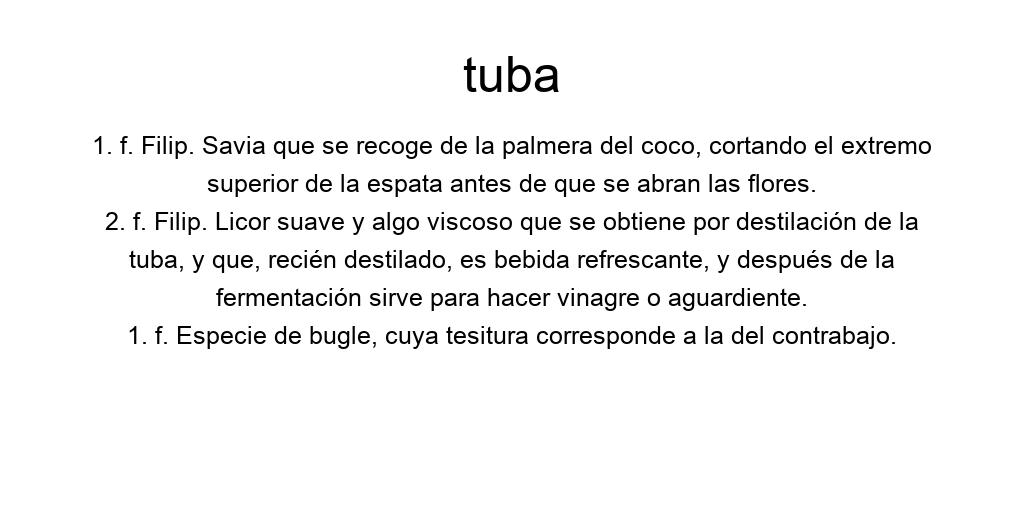 tuba
1. f. Filip. Savia que se recoge de la palmera del coco, cortando el extremo
superior de la espata antes de que se abran las flores.
2. f. Filip. Licor suave y algo viscoso que se obtiene por destilación de la
tuba, y que, recién destilado, es bebida refrescante, y después de la
fermentación sirve para hacer vinagre o aguardiente.
1. f. Especie de bugle, cuya tesitura corresponde a la del contrabajo.